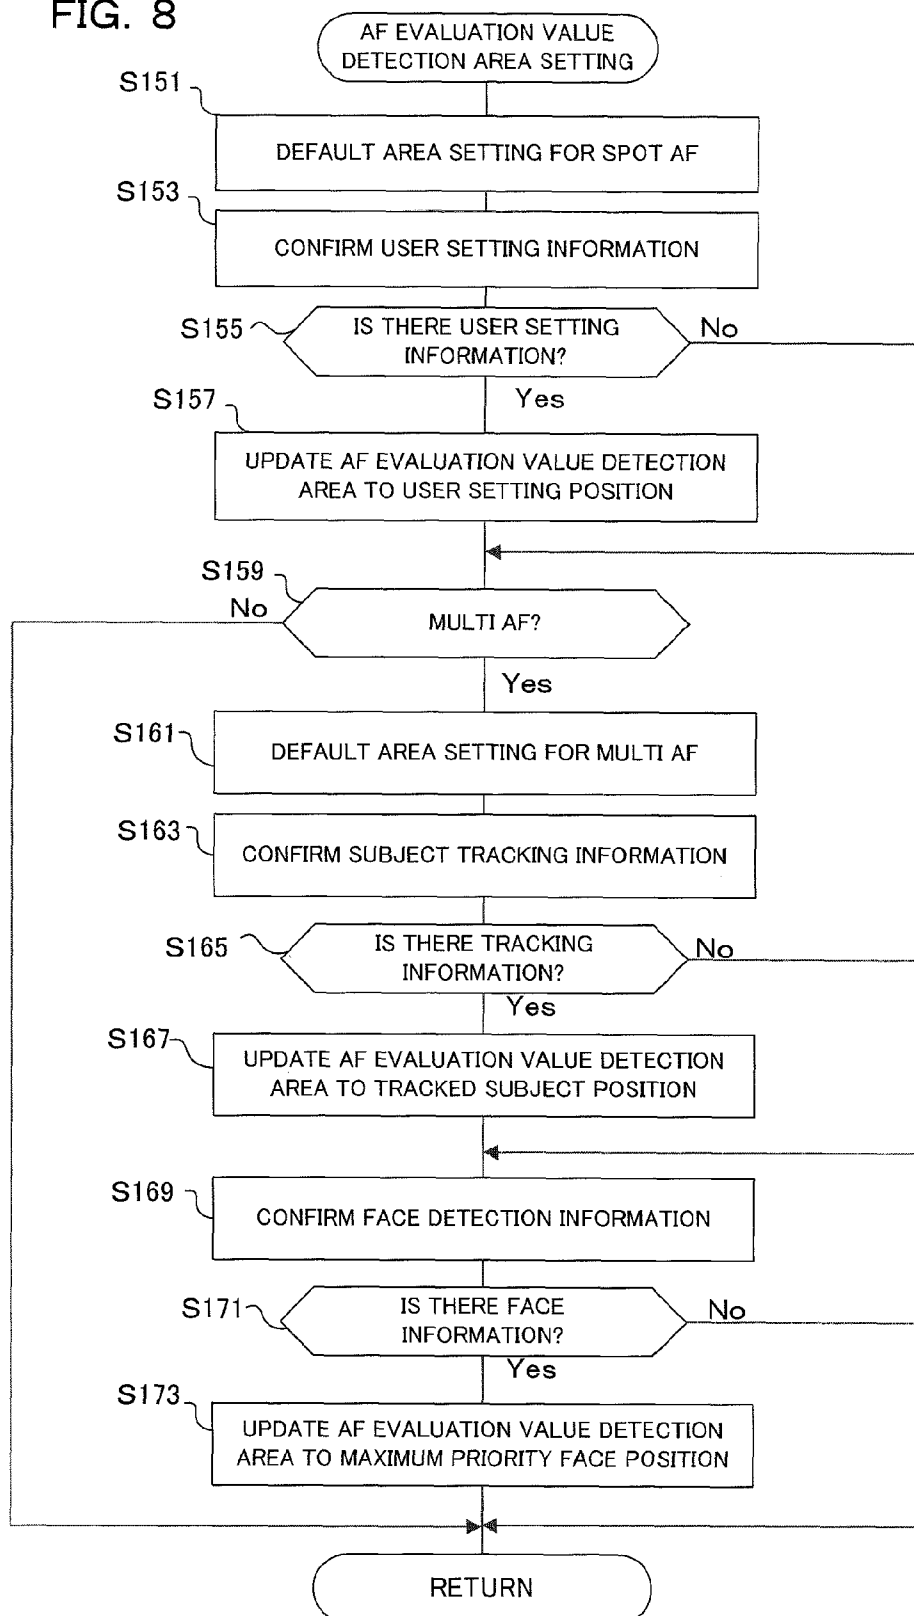 FIG. 8
AF EVALUATION VALUE
DETECTION AREA SETTING
S151
DEFAULT AREA SETTING FOR SPOT AF
S153
CONFIRM USER SETTING INFORMATION
S155
IS THERE USER SETTING
INFORMATION?
No
Yes
S157
UPDATE AF EVALUATION VALUE DETECTION
AREA TO USER SETTING POSITION
S159
No
MULTI AF?
Yes
S161
DEFAULT AREA SETTING FOR MULTI AF
S163
CONFIRM SUBJECT TRACKING INFORMATION
S165
IS THERE TRACKING
INFORMATION?
No
Yes
S167
UPDATE AF EVALUATION VALUE DETECTION
AREA TO TRACKED SUBJECT POSITION
S169
CONFIRM FACE DETECTION INFORMATION
S171
IS THERE FACE
INFORMATION?
No
Yes
S173
UPDATE AF EVALUATION VALUE DETECTION
AREA TO MAXIMUM PRIORITY FACE POSITION
RETURN